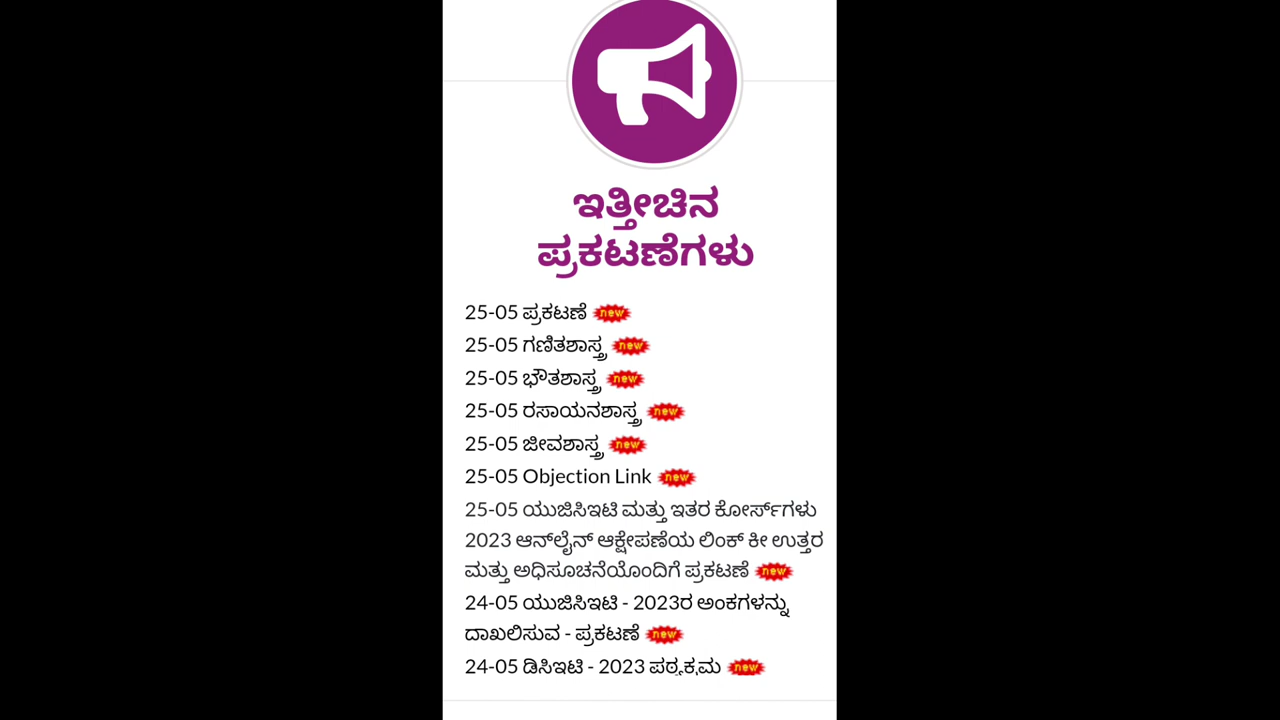 ಇತ್ತೀಚಿನ
ಪ್ರಕಟಣೆಗಳು
25-05 ಪ್ರಕಟಣೆ new
25-05 ಗಣಿತಶಾಸ್ತ್ರ new
25-05 ಭೌತಶಾಸ್ತ್ರ new
25-05 ರಸಾಯನಶಾಸ್ತ್ರ new
25-05 ಜೀವಶಾಸ್ತ್ರ new
25-05 Objection Link new
25-05 ಯುಜಿಸಿಇಟಿ ಮತ್ತು ಇತರ ಕೋರ್ಸ್‌ಗಳು
2023 ಆನ್‌ಲೈನ್ ಆಕ್ಷೇಪಣೆಯ ಲಿಂಕ್ ಕೀ ಉತ್ತರ
ಮತ್ತು ಅಧಿಸೂಚನೆಯೊಂದಿಗೆ ಪ್ರಕಟಣೆ new
24-05 ಯುಜಿಸಿಇಟಿ - 2023ರ ಅಂಕಗಳನ್ನು
ದಾಖಲಿಸುವ - ಪ್ರಕಟಣೆ new
24-05 ಡಿಸಿಇಟಿ - 2023 ಪಠ್ಯಕ್ರಮ new